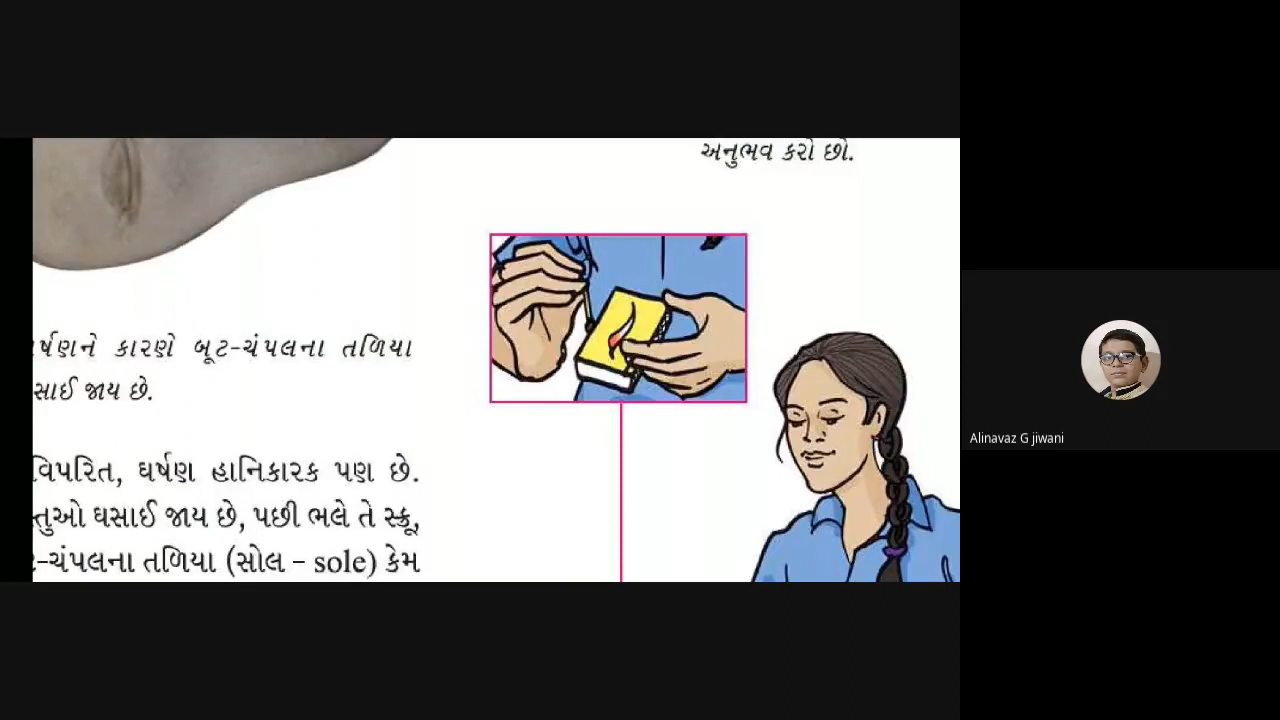 અનુભવ કરો છો.
કારણે બૂટ-ચંપલના તળિયા
જાય છે.
વિપરિત, ઘર્ષણ હાનિકારક પણ છે.
ઘસાઈ જાય છે, પછી ભલે તે સ્ક્રૂ,
-ચંપલના તળિયા (સોલ – sole) કેમ
Alinavaz G jiwani